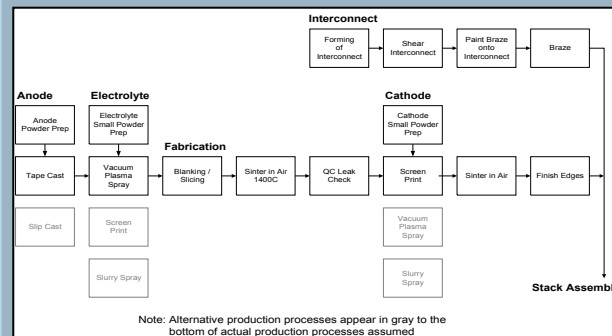 Interconnect
Forming
of
Interconnect
Shear
Interconnect
Paint Braze
onto
Interconnect
Braze
Anode
Electrolyte
Cathode
Anode
Powder Prep
Electrolyte
Small Powder
Prep
Fabrication
Cathode
Small Powder
Prep
Tape Cast
Vacuum
Plasma
Spray
Blanking /
Slicing
Sinter in Air
1400C
QC Leak
Check
Screen
Print
Sinter in Air
Finish Edges
Slip Cast
Screen
Print
Vacuum
Plasma
Spray
Slurry Spray
Slurry
Spray
Stack Assembl
Note: Alternative production processes appear in gray to the
bottom of actual production processes assumed